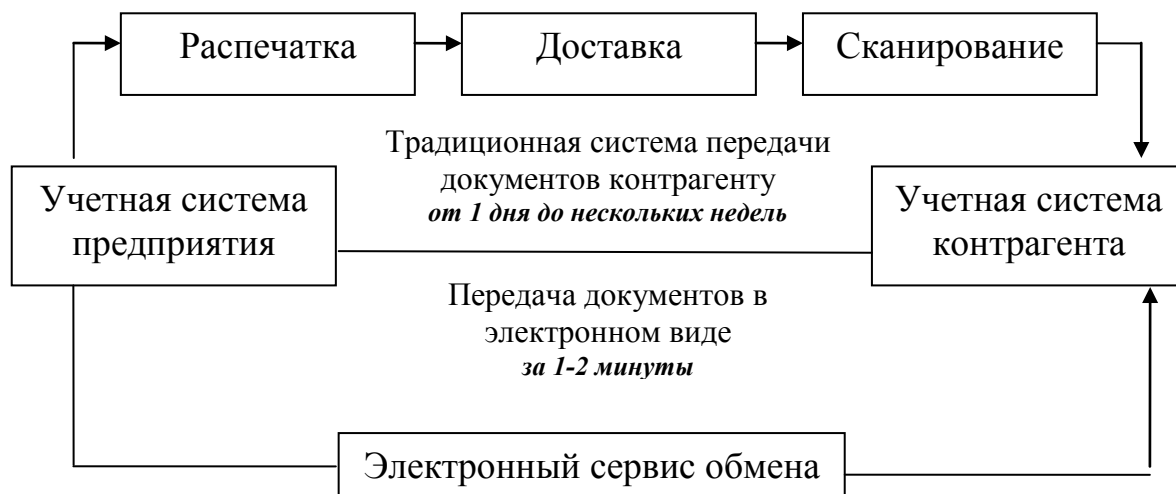 Распечатка
Доставка
Сканирование
Традиционная система передачи
документов контрагенту
от 1 дня до нескольких недель
Учетная система
предприятия
Учетная система
контрагента
Передача документов в
электронном виде
за 1-2 минуты
Электронный сервис обмена